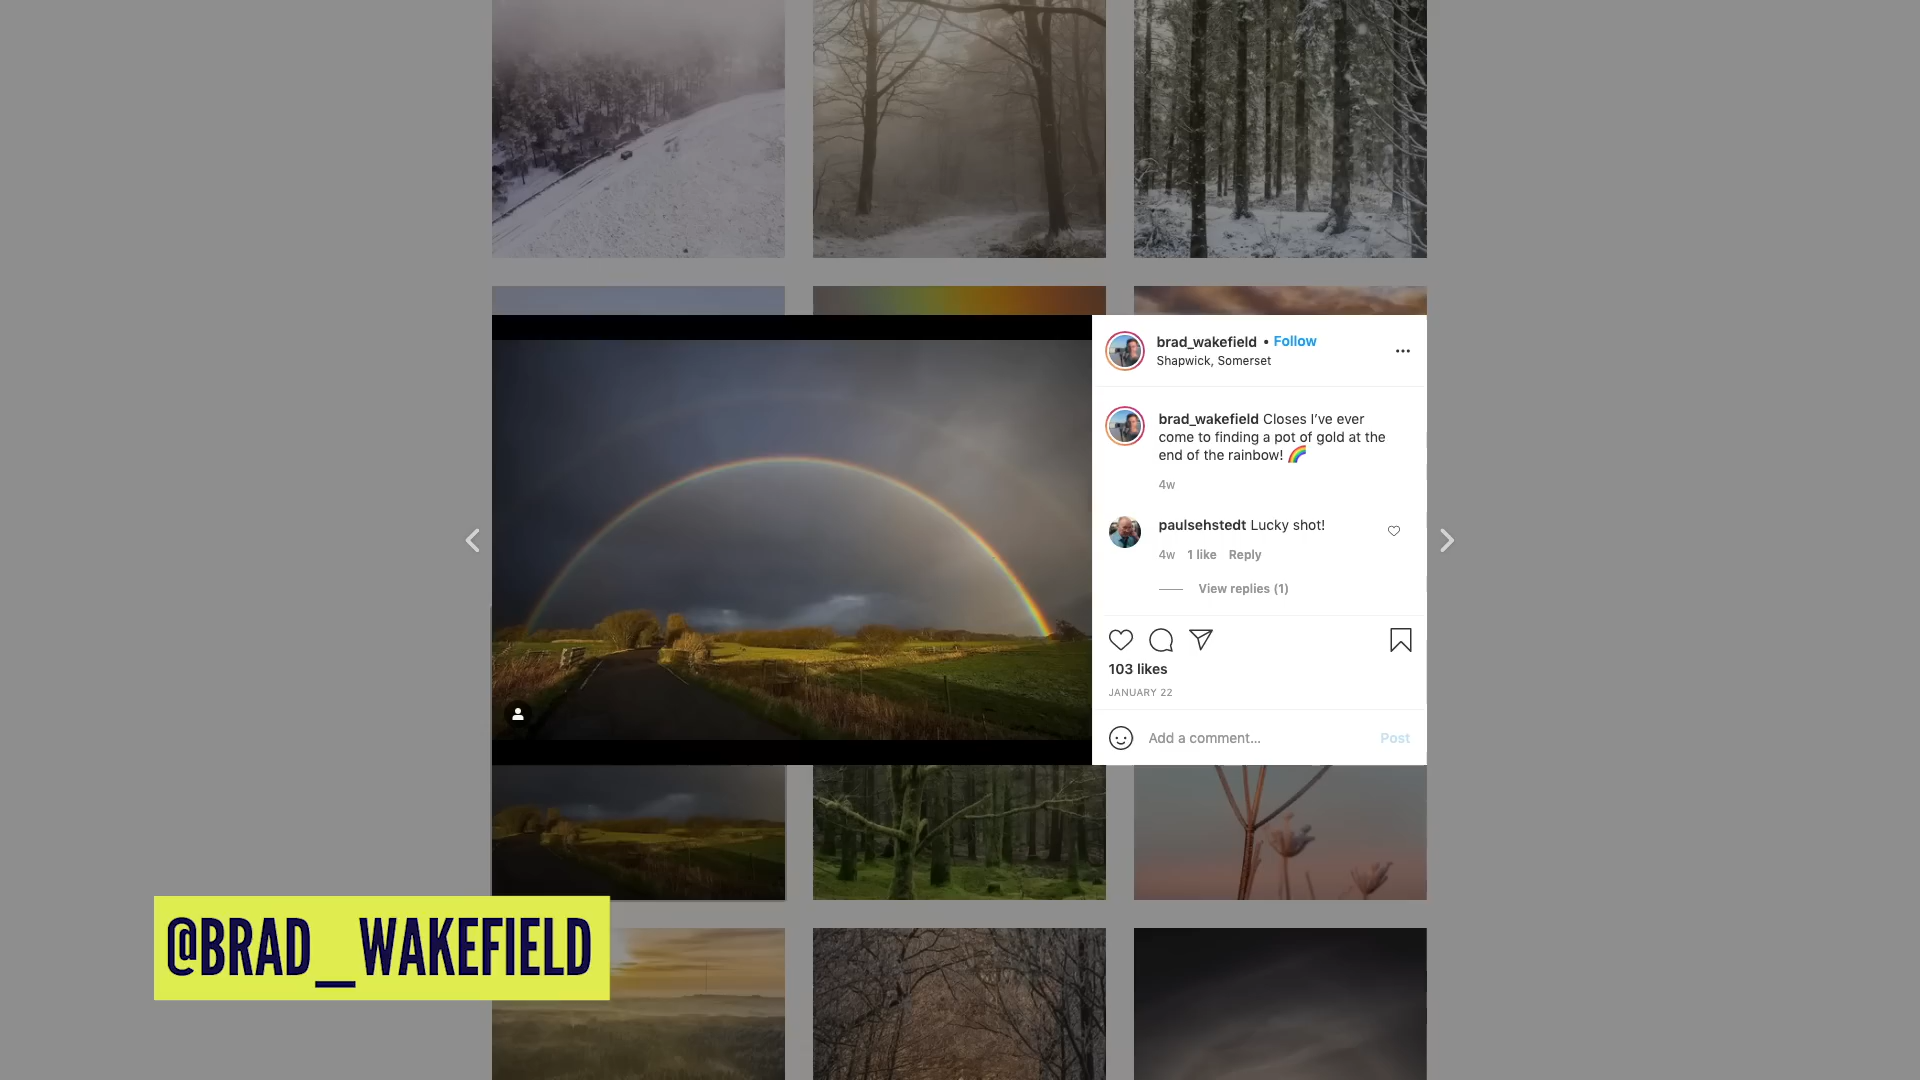 brad_wakefield • Follow
Shapwick, Somerset
brad_wakefield Closes I've ever
come to finding a pot of gold at the
end of the rainbow! 🌈
4w
paulsehstedt Lucky shot!
4w 1 like Reply
View replies (1)
103 likes
JANUARY 22
Add a comment... Post
@BRAD__WAKEFIELD